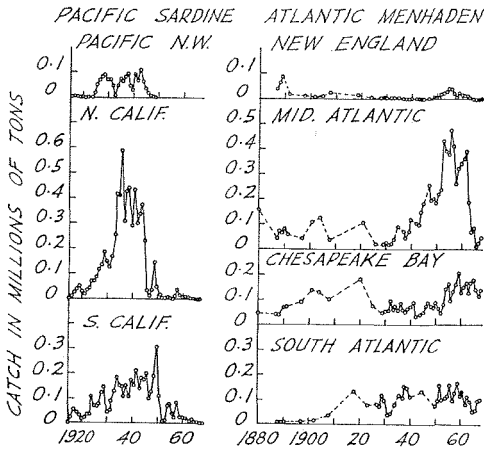 PACIFIC SARDINE
PACIFIC N.W.
0.1
0
N. CALIF.
0.6
0.5
0.4
0.3
0.2
0.1
0
S. CALIF.
0.3
0.2
0.1
0
1920 40 60
CATCH IN MILLIONS OF TONS
ATLANTIC MENHADEN
NEW ENGLAND
0.1
0
MID. ATLANTIC
0.5
0.4
0.3
0.2
0.1
0
CHESAPEAKE BAY
0.2
0.1
0
SOUTH ATLANTIC
0.3
0.2
0.1
0
1880 1900 20 40 60